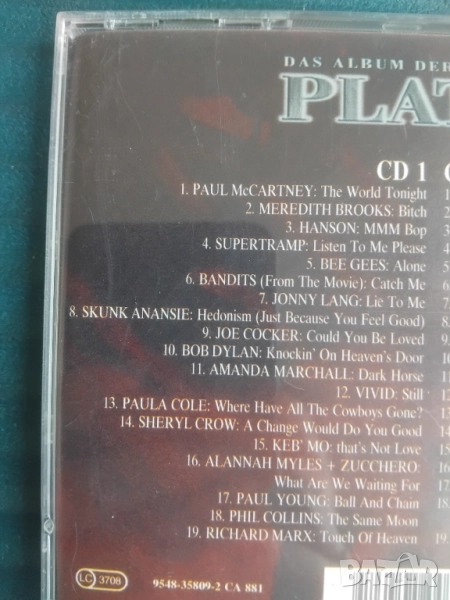 DAS ALBUM DER
PLAT
CD 1
1. PAUL McCARTNEY: The World Tonight
2. MEREDITH BROOKS: Bitch
3. HANSON: MMM Bop
4. SUPERTRAMP: Listen To Me Please
5. BEE GEES: Alone
6. BANDITS (From The Movie): Catch Me
7. JONNY LANG: Lie To Me
8. SKUNK ANANSIE: Hedonism (Just Because You Feel Good)
9. JOE COCKER: Could You Be Loved
10. BOB DYLAN: Knockin' On Heaven's Door
11. AMANDA MARCHALL: Dark Horse
12. VIVID: Still
13. PAULA COLE: Where Have All The Cowboys Gone?
14. SHERYL CROW: A Change Would Do You Good
15. KEB' MO: that's Not Love
16. ALANNAH MYLES + ZUCCHERO:
What Are We Waiting For
17. PAUL YOUNG: Ball And Chain
18. PHIL COLLINS: The Same Moon
19. RICHARD MARX: Touch Of Heaven
LC 3708
9548-35809-2 CA 881